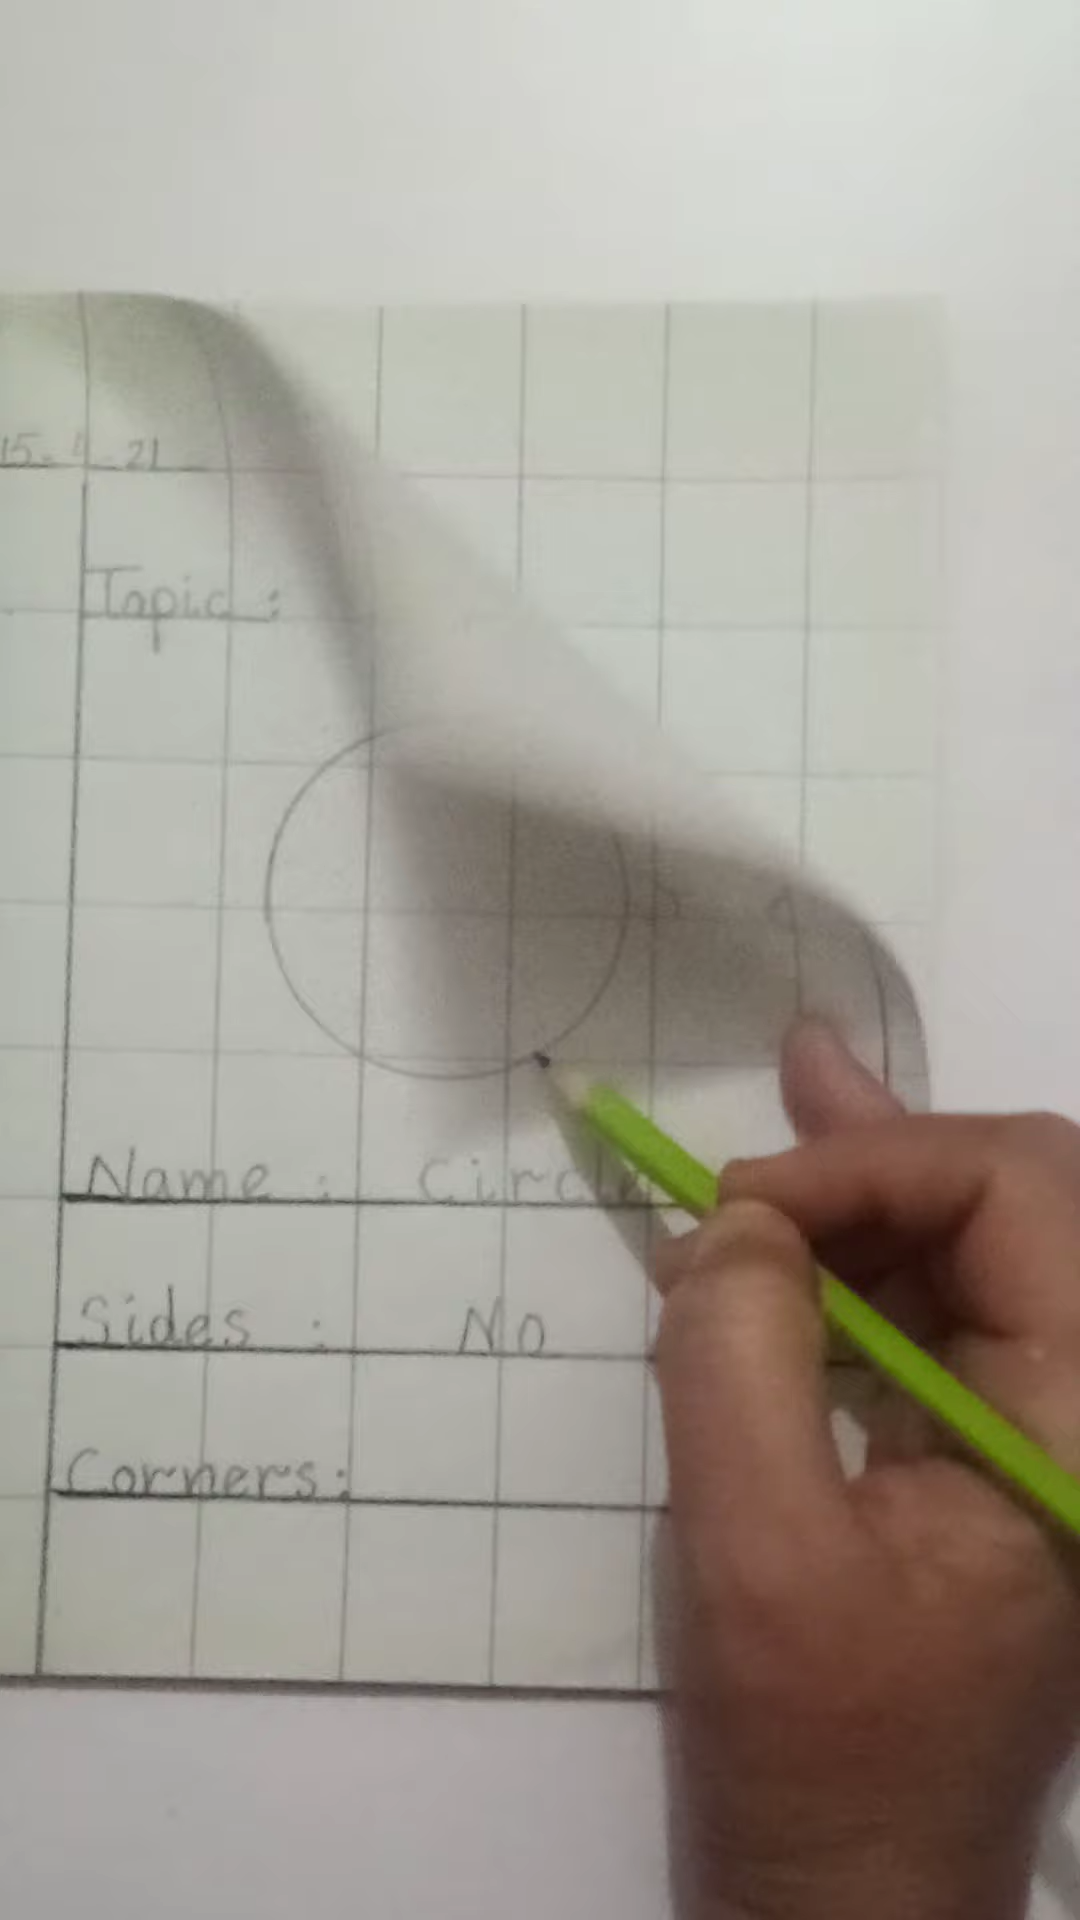 15- 4 - 21
Topic :
Name : Circle
Sides : No
Corners :